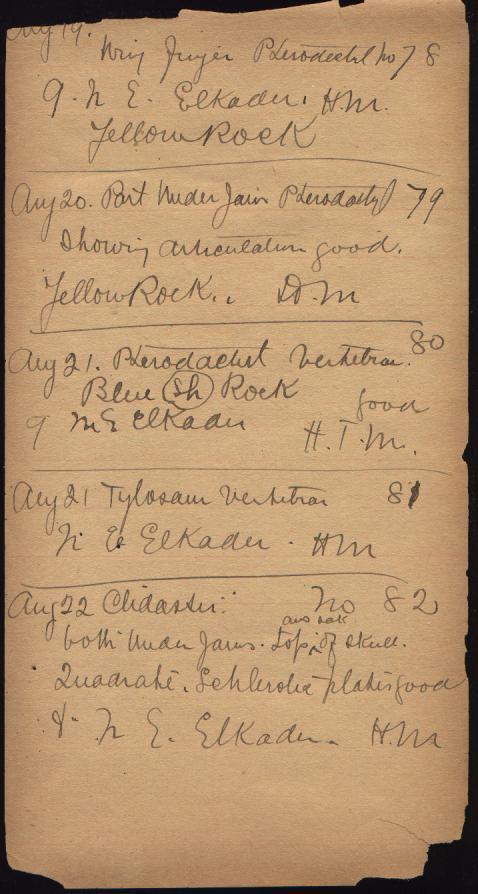 Aug 19.
Wing finger Pterodactel No 78
9. N E. Elkader. H.M.
Yellow Rock
Aug 20. Part Under Jaw Pterodactyl 79
Showing articulation good.
Yellow Rock. H.M
Aug 21. Pterodactyl Vertebrae. 80
Blue (Sh) Rock
good
9 M E Elkader
H. T. M.
Aug 21 Tylosaur Vertebrae 81
N E Elkader. HM
Aug 22 Clidastes. No 82
and back
both Under Jaws. Top of Skull.
Quadrate. Schlerotic plates good
N E. Elkader. H.M